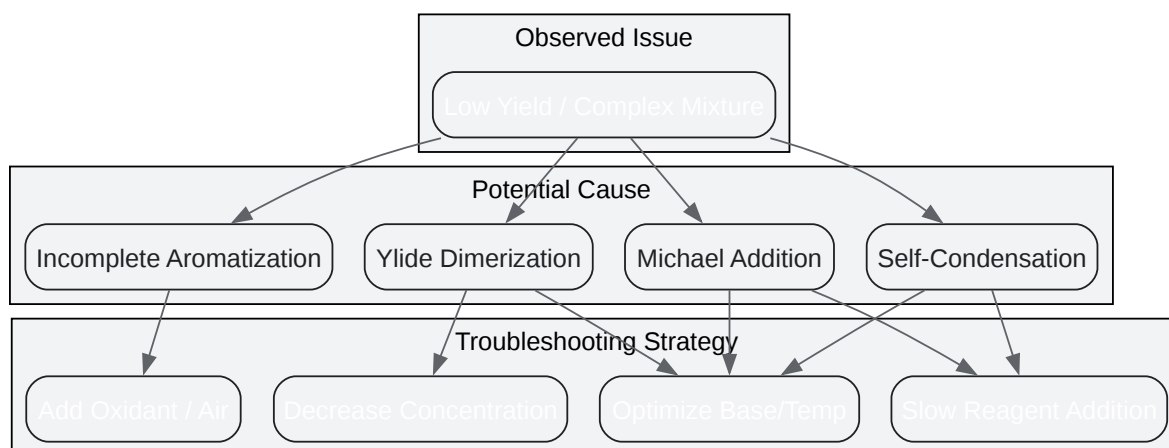 Observed Issue
Low Yield / Complex Mixture
Potential Cause
Incomplete Aromatization
Ylide Dimerization
Michael Addition
Self-Condensation
Troubleshooting Strategy
Add Oxidant / Air
Decrease Concentration
Optimize Base/Temp
Slow Reagent Addition